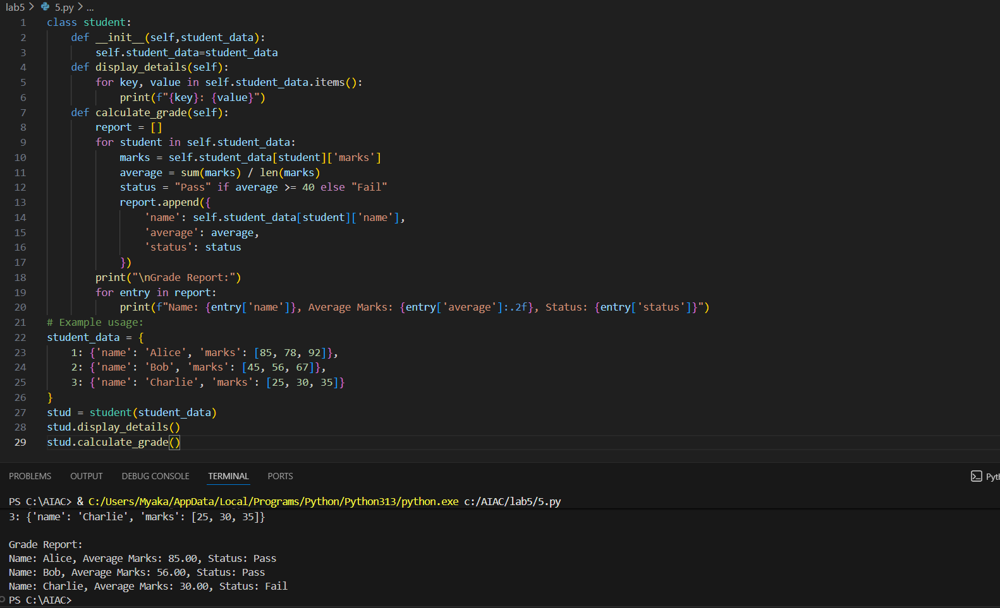 lab5 > 5.py > ...
1 class student:
2     def __init__(self,student_data):
3         self.student_data=student_data
4     def display_details(self):
5         for key, value in self.student_data.items():
6             print(f"{key}: {value}")
7     def calculate_grade(self):
8         report = []
9         for student in self.student_data:
10             marks = self.student_data[student]['marks']
11             average = sum(marks) / len(marks)
12             status = "Pass" if average >= 40 else "Fail"
13             report.append({
14                 'name': self.student_data[student]['name'],
15                 'average': average,
16                 'status': status
17             })
18         print("\nGrade Report:")
19         for entry in report:
20             print(f"Name: {entry['name']}, Average Marks: {entry['average']:.2f}, Status: {entry['status']}")
21 # Example usage:
22 student_data = {
23     1: {'name': 'Alice', 'marks': [85, 78, 92]},
24     2: {'name': 'Bob', 'marks': [45, 56, 67]},
25     3: {'name': 'Charlie', 'marks': [25, 30, 35]}
26 }
27 stud = student(student_data)
28 stud.display_details()
29 stud.calculate_grade()
PROBLEMS OUTPUT DEBUG CONSOLE TERMINAL PORTS Pyth
PS C:\AIAC> & C:/Users/Myaka/AppData/Local/Programs/Python/Python313/python.exe c:/AIAC/lab5/5.py
3: {'name': 'Charlie', 'marks': [25, 30, 35]}
Grade Report:
Name: Alice, Average Marks: 85.00, Status: Pass
Name: Bob, Average Marks: 56.00, Status: Pass
Name: Charlie, Average Marks: 30.00, Status: Fail
PS C:\AIAC>